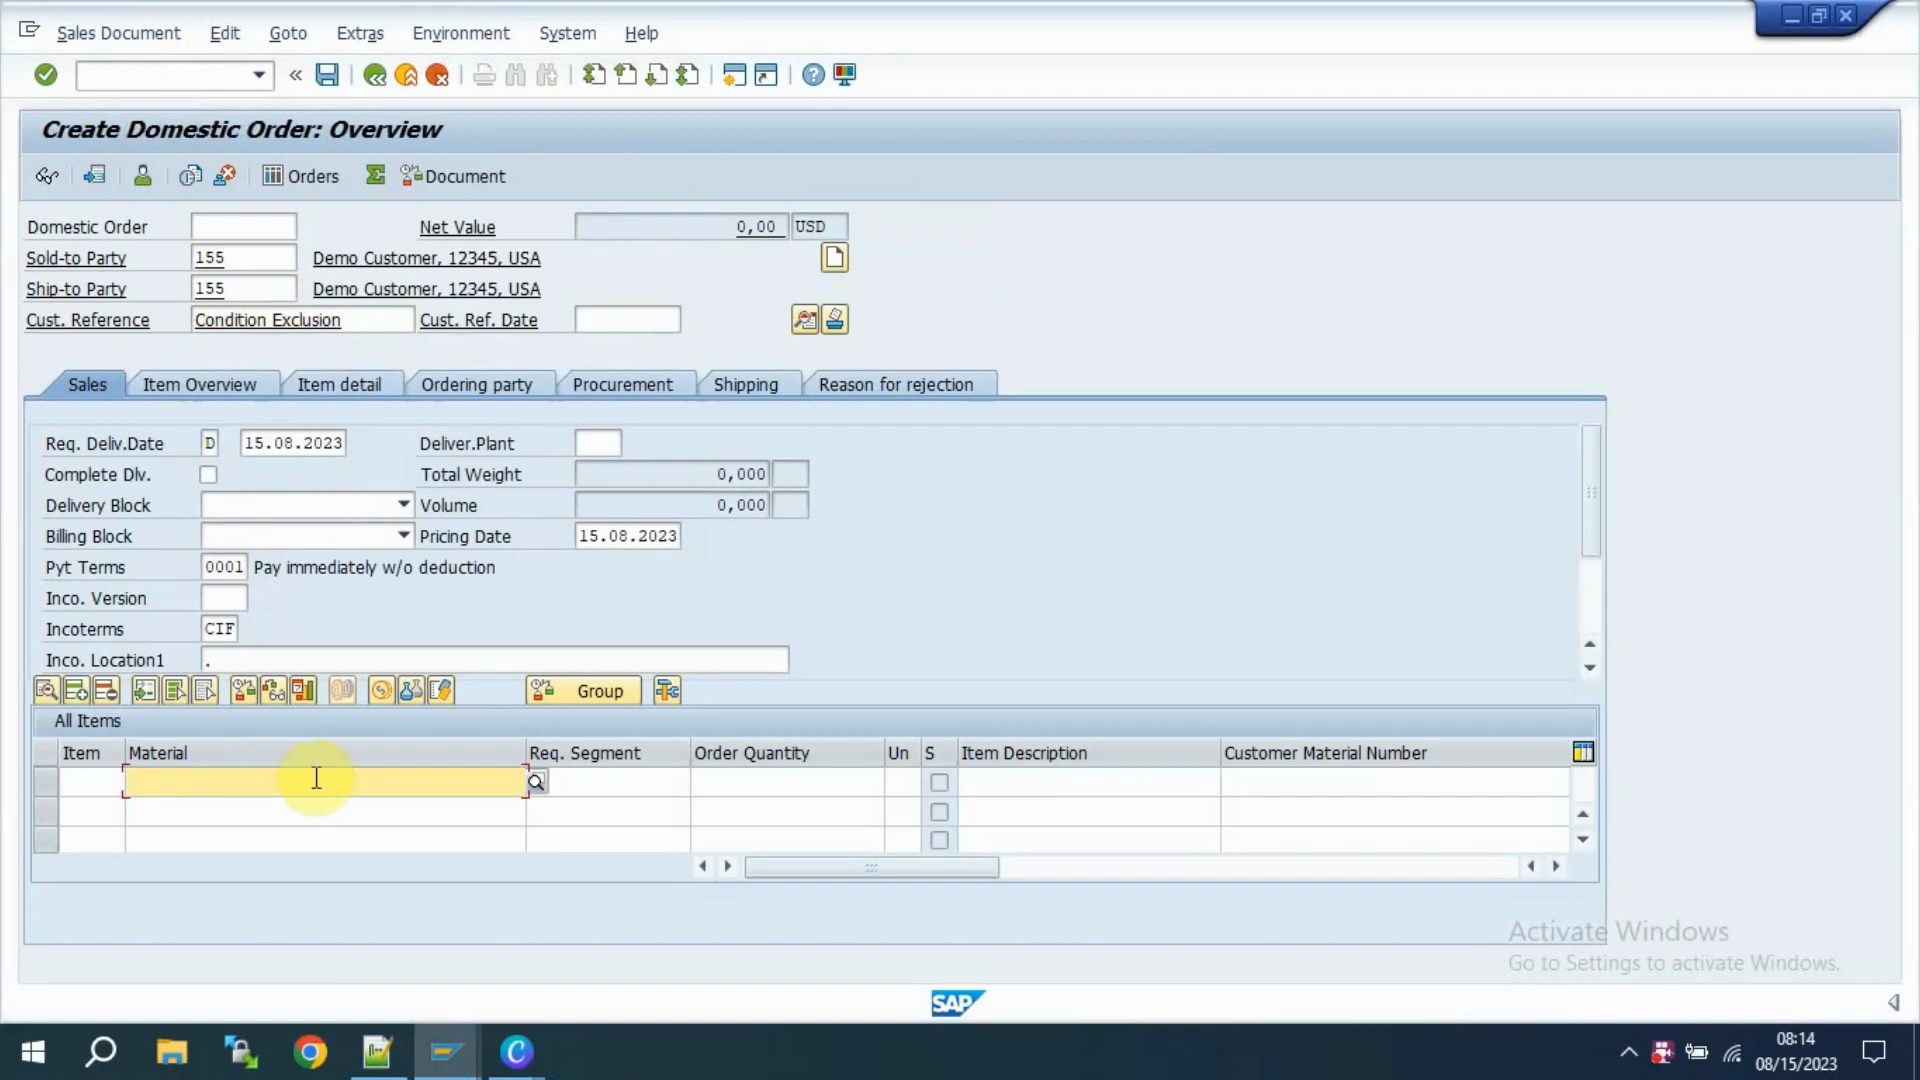 Sales Document Edit Goto Extras Environment System Help
Create Domestic Order: Overview
Orders Document
Domestic Order Net Value 0,00 USD
Sold-to Party 155 Demo Customer, 12345, USA
Ship-to Party 155 Demo Customer, 12345, USA
Cust. Reference Condition Exclusion Cust. Ref. Date
Sales Item Overview Item detail Ordering party Procurement Shipping Reason for rejection
Req. Deliv.Date D 15.08.2023 Deliver.Plant
Complete Dlv. Total Weight 0,000
Delivery Block Volume 0,000
Billing Block Pricing Date 15.08.2023
Pyt Terms 0001 Pay immediately w/o deduction
Inco. Version
Incoterms CIF
Inco. Location1 .
Group
All Items
Item Material Req. Segment Order Quantity Un S Item Description Customer Material Number
Activate Windows
Go to Settings to activate Windows.
SAP
08:14
08/15/2023